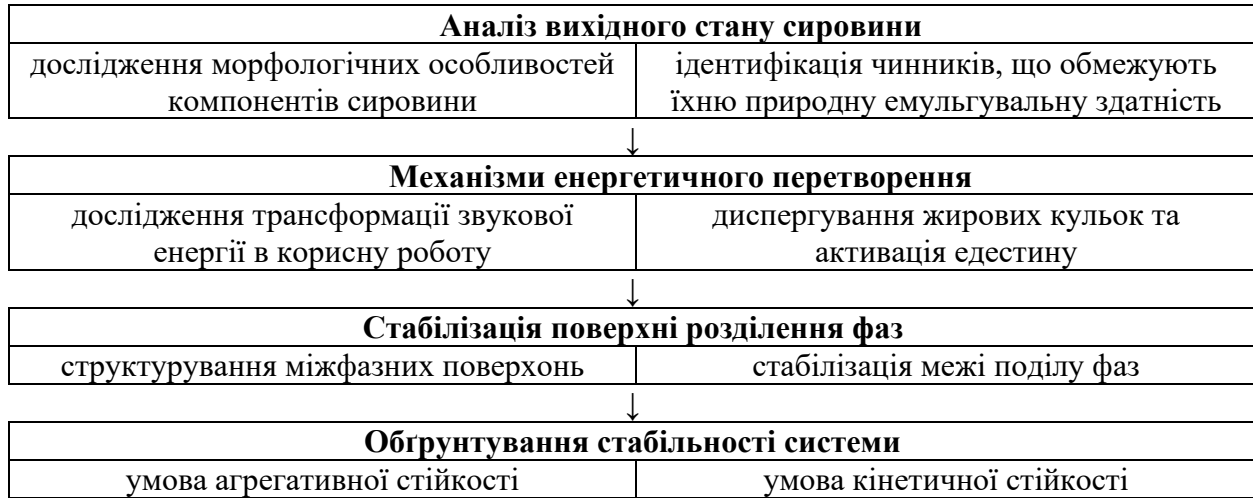 Аналіз вихідного стану сировини
дослідження морфологічних особливостей
компонентів сировини
ідентифікація чинників, що обмежують
їхню природну емульгувальну здатність
↓
Механізми енергетичного перетворення
дослідження трансформації звукової
енергії в корисну роботу
диспергування жирових кульок та
активація едестину
↓
Стабілізація поверхні розділення фаз
структурування міжфазних поверхонь
стабілізація межі поділу фаз
↓
Обґрунтування стабільності системи
умова агрегативної стійкості
умова кінетичної стійкості